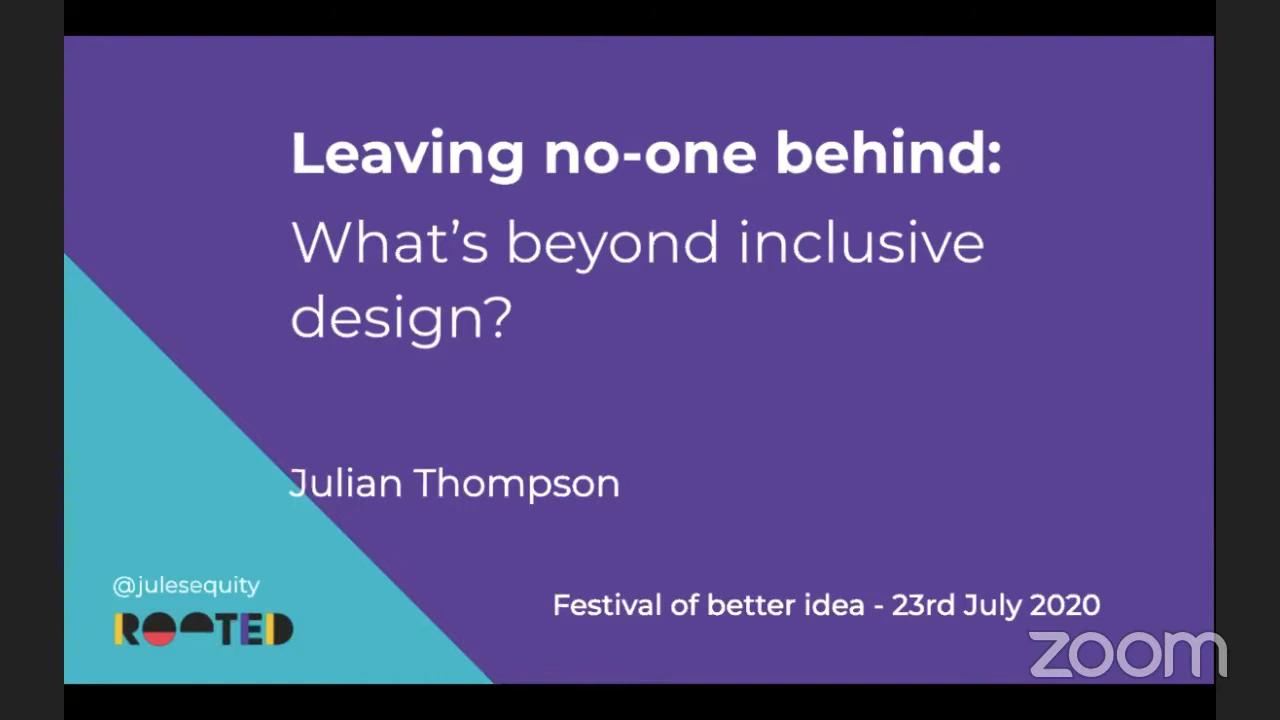 Leaving no-one behind:
What's beyond inclusive
design?
Julian Thompson
@julesequity
ROOTED
Festival of better idea - 23rd July 2020
zoom